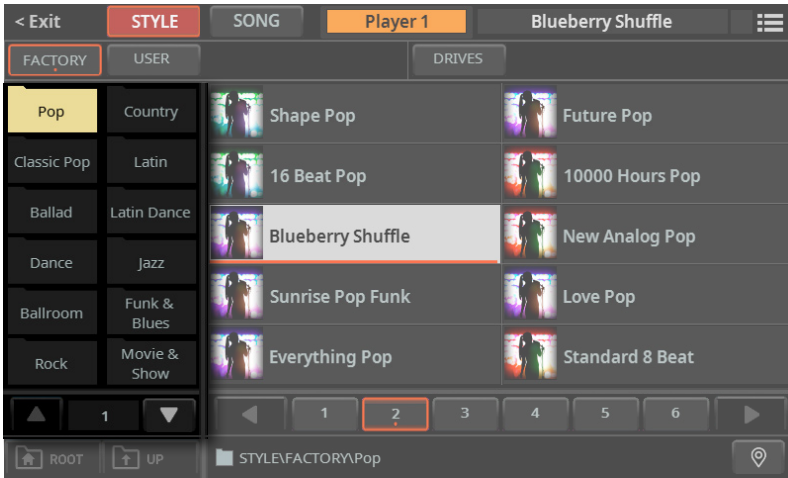 < Exit STYLE SONG Player 1 Blueberry Shuffle
FACTORY USER DRIVES
Pop Country
Classic Pop Latin
Ballad Latin Dance
Dance Jazz
Ballroom Funk &
Blues
Rock Movie &
Show
1
Shape Pop Future Pop
16 Beat Pop 10000 Hours Pop
Blueberry Shuffle New Analog Pop
Sunrise Pop Funk Love Pop
Everything Pop Standard 8 Beat
1 2 3 4 5 6
ROOT UP STYLE\FACTORY\Pop